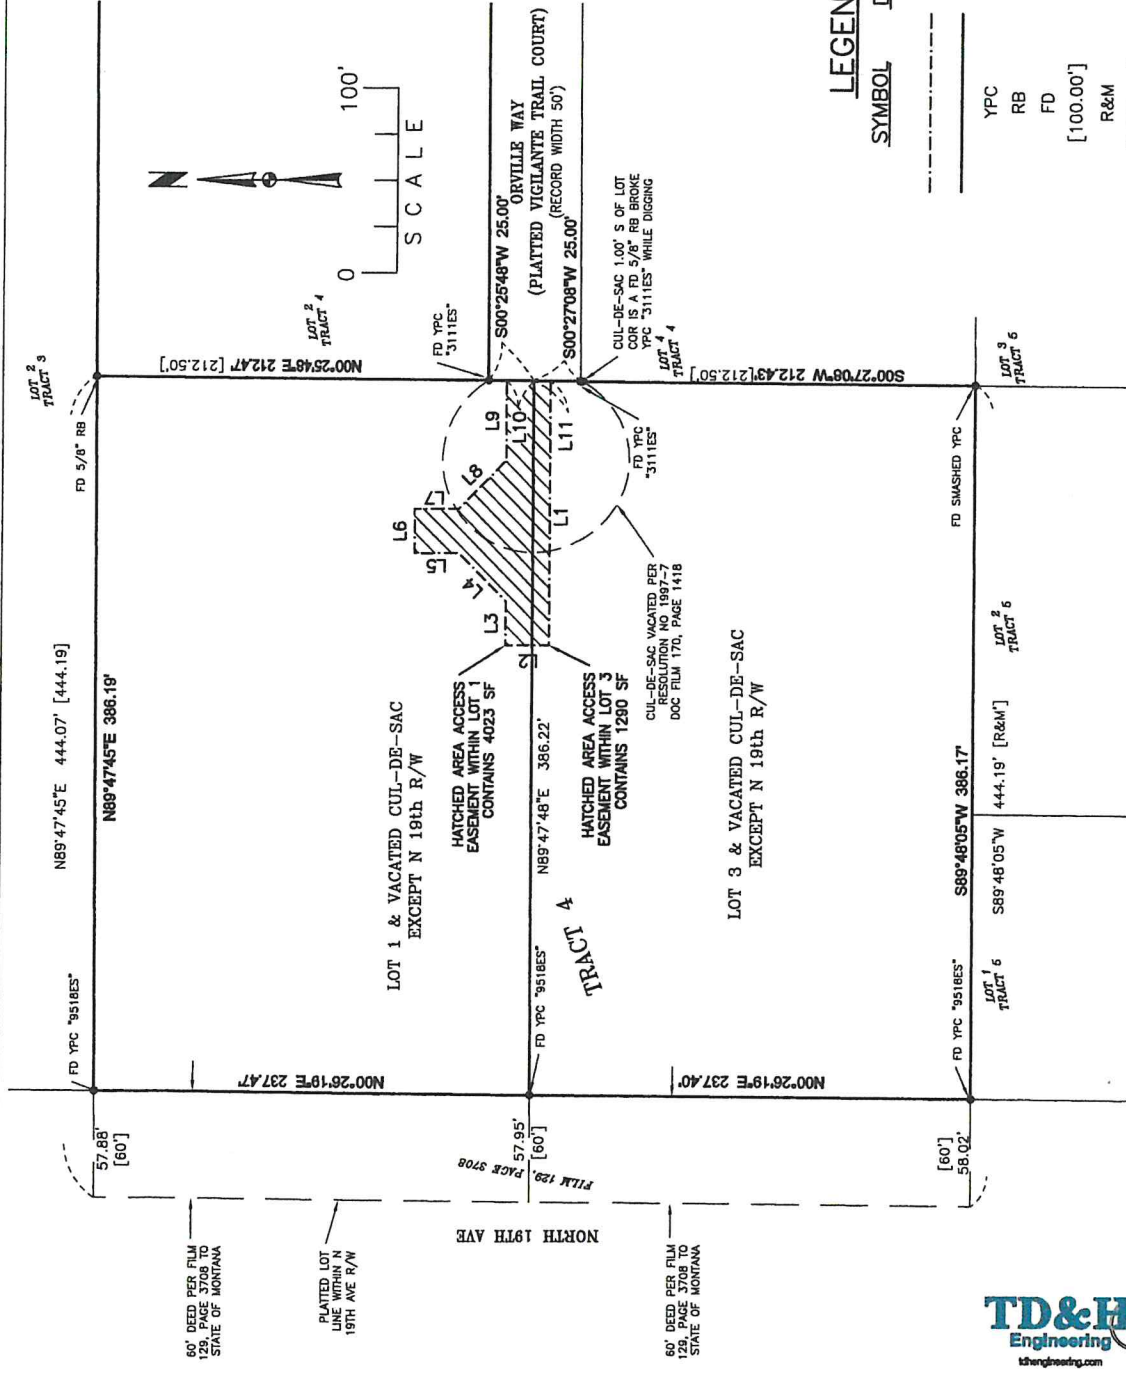 N89°47'45"E 444.07' [444.19]
N89°47'45"E 386.19'
FD YPC "9518ES"
FD 5/8" RB
LOT 2
TRACT 3
57.88'
[60']
N00°26'19"E 237.47'
N00°25'48"E 212.47' [212.50']
LOT 2
TRACT 4
N
0
100'
SCALE
LOT 1 & VACATED CUL-DE-SAC
EXCEPT N 19th R/W
HATCHED AREA ACCESS
EASEMENT WITHIN LOT 1
CONTAINS 4023 SF
L1
L2
L3
L4
L5
L6
L7
L8
L9
L10
L11
FD YPC
"3111ES"
S00°25'48"W 25.00'
ORVILLE WAY
(PLATTED VIGILANTE TRAIL COURT)
(RECORD WIDTH 50')
S00°27'08"W 25.00'
N89°47'48"E 386.22'
FD YPC "9518ES"
57.95'
[60']
FILM 129, PAGE 3708
NORTH 19TH AVE
TRACT 4
HATCHED AREA ACCESS
EASEMENT WITHIN LOT 3
CONTAINS 1290 SF
FD YPC
"3111ES"
CUL-DE-SAC 1.00' S OF LOT
COR IS A FD 5/8" RB BROKE
YPC "3111ES" WHILE DIGGING
LOT 4
TRACT 4
CUL-DE-SAC VACATED PER
RESOLUTION NO 1997-7
DOC FILM 170, PAGE 1418
LOT 3 & VACATED CUL-DE-SAC
EXCEPT N 19th R/W
N00°26'19"E 237.40'
S00°27'08"W 212.43' [212.50']
FD YPC "9518ES"
FD SMASHED YPC
S89°48'05"W 386.17'
S89°48'05"W 444.19' [R&M]
[60']
58.02'
LOT 1
TRACT 5
LOT 2
TRACT 5
LOT 3
TRACT 5
60' DEED PER FILM
129, PAGE 3708 TO
STATE OF MONTANA
PLATTED LOT
LINE WITHIN N
19TH AVE R/W
60' DEED PER FILM
129, PAGE 3708 TO
STATE OF MONTANA
LEGEN
SYMBOL
YPC
RB
FD
[100.00']
R&M
TD&H
Engineering
tdhengineering.com